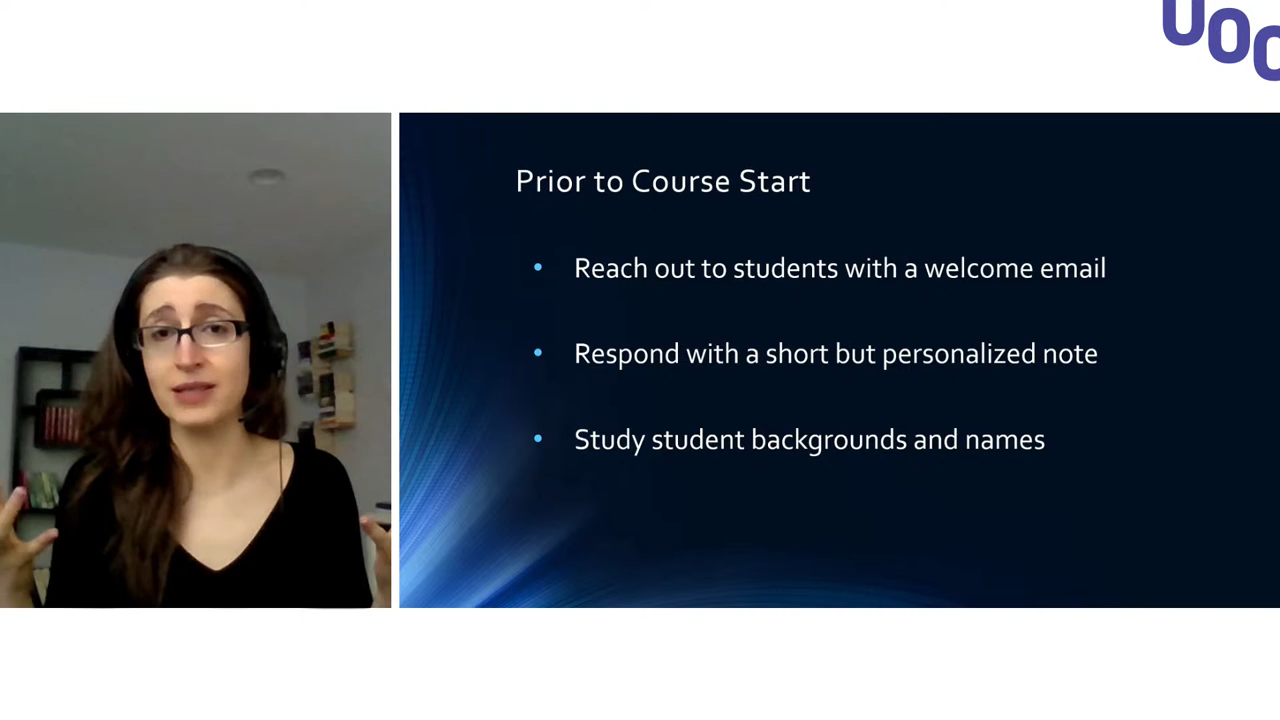 UOC
Prior to Course Start
• Reach out to students with a welcome email
• Respond with a short but personalized note
• Study student backgrounds and names